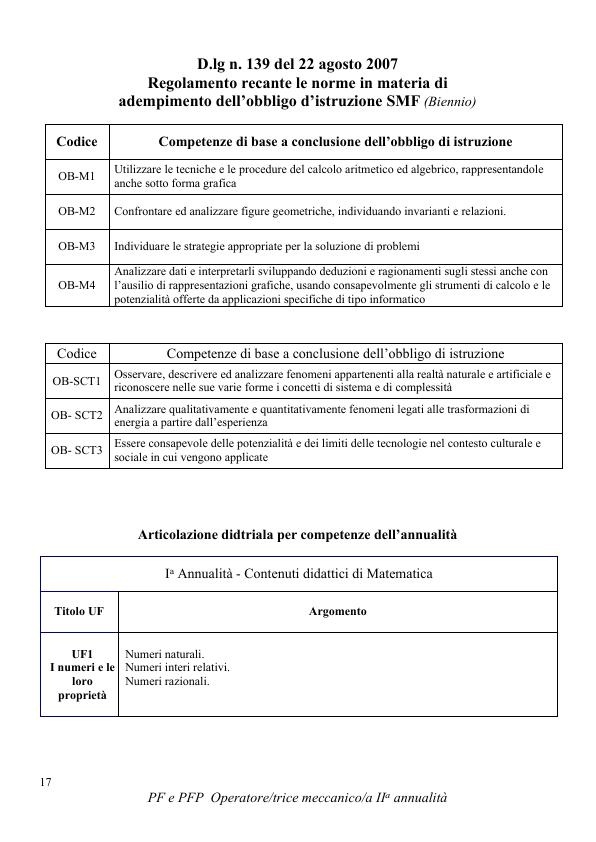 D.lg n. 139 del 22 agosto 2007
Regolamento recante le norme in materia di
adempimento dell’obbligo d’istruzione SMF (Biennio)
Codice Competenze di base a conclusione dell’obbligo di istruzione
OB-M1 Utilizzare le tecniche e le procedure del calcolo aritmetico ed algebrico, rappresentandole
anche sotto forma grafica
OB-M2 Confrontare ed analizzare figure geometriche, individuando invarianti e relazioni.
OB-M3 Individuare le strategie appropriate per la soluzione di problemi
OB-M4 Analizzare dati e interpretarli sviluppando deduzioni e ragionamenti sugli stessi anche con
l’ausilio di rappresentazioni grafiche, usando consapevolmente gli strumenti di calcolo e le
potenzialità offerte da applicazioni specifiche di tipo informatico
Codice Competenze di base a conclusione dell’obbligo di istruzione
OB-SCT1 Osservare, descrivere ed analizzare fenomeni appartenenti alla realtà naturale e artificiale e
riconoscere nelle sue varie forme i concetti di sistema e di complessità
OB- SCT2 Analizzare qualitativamente e quantitativamente fenomeni legati alle trasformazioni di
energia a partire dall’esperienza
OB- SCT3 Essere consapevole delle potenzialità e dei limiti delle tecnologie nel contesto culturale e
sociale in cui vengono applicate
Articolazione didtriala per competenze dell’annualità
Iª Annualità - Contenuti didattici di Matematica
Titolo UF Argomento
UF1
I numeri e le
loro
proprietà
Numeri naturali.
Numeri interi relativi.
Numeri razionali.
17
PF e PFP Operatore/trice meccanico/a IIª annualità